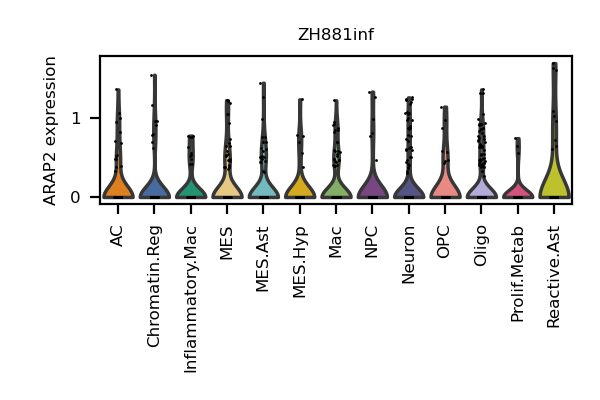 ZH881inf
ARAP2 expression
1
0
AC
Chromatin.Reg
Inflammatory.Mac
MES
MES.Ast
MES.Hyp
Mac
NPC
Neuron
OPC
Oligo
Prolif.Metab
Reactive.Ast